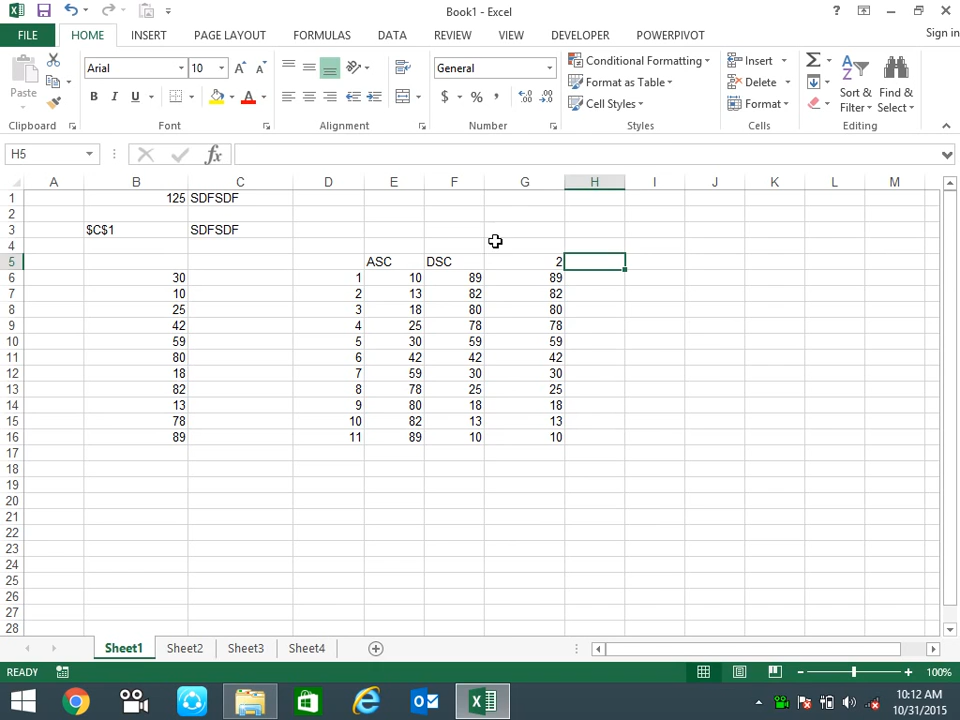 Book1 - Excel
?
FILE HOME INSERT PAGE LAYOUT FORMULAS DATA REVIEW VIEW DEVELOPER POWERPIVOT Sign in
Paste Arial 10 General Conditional Formatting Insert Sort & Find &
B I U $ % , Format as Table Delete Filter Select
Cell Styles Format
Clipboard Font Alignment Number Styles Cells Editing
H5 fx
A B C D E F G H I J K L M
1 125 SDFSDF
2
3 $C$1 SDFSDF
4
5 ASC DSC 2
6 30 1 10 89 89
7 10 2 13 82 82
8 25 3 18 80 80
9 42 4 25 78 78
10 59 5 30 59 59
11 80 6 42 42 42
12 18 7 59 30 30
13 82 8 78 25 25
14 13 9 80 18 18
15 78 10 82 13 13
16 89 11 89 10 10
17
18
19
20
21
22
23
24
25
26
27
28
Sheet1 Sheet2 Sheet3 Sheet4
READY 100%
10:12 AM
10/31/2015